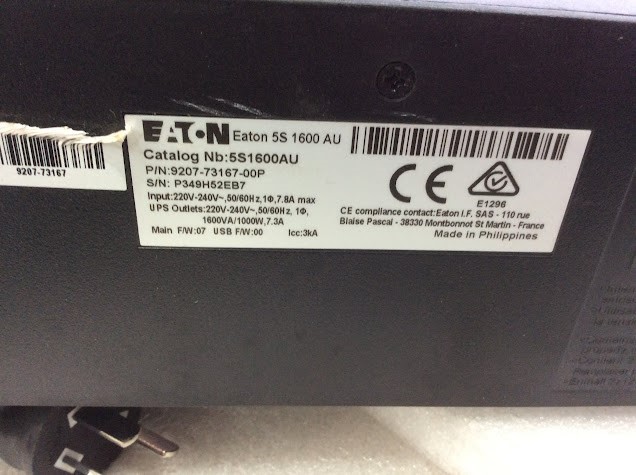 EATON Eaton 5S 1600 AU
Catalog Nb:5S1600AU
P/N:9207-73167-00P
S/N: P349H52EB7
Input:220V-240V~,50/60Hz,1Φ,7.8A max
UPS Outlets:220V-240V~,50/60Hz, 1Φ,
1600VA/1000W,7.3A
Main F/W:07 USB F/W:00 Icc:3kA
CE
E1296
CE compliance contact:Eaton I.F. SAS - 110 rue
Blaise Pascal - 38330 Montbonnot St Martin - France
Made in Philippines
9207-73167